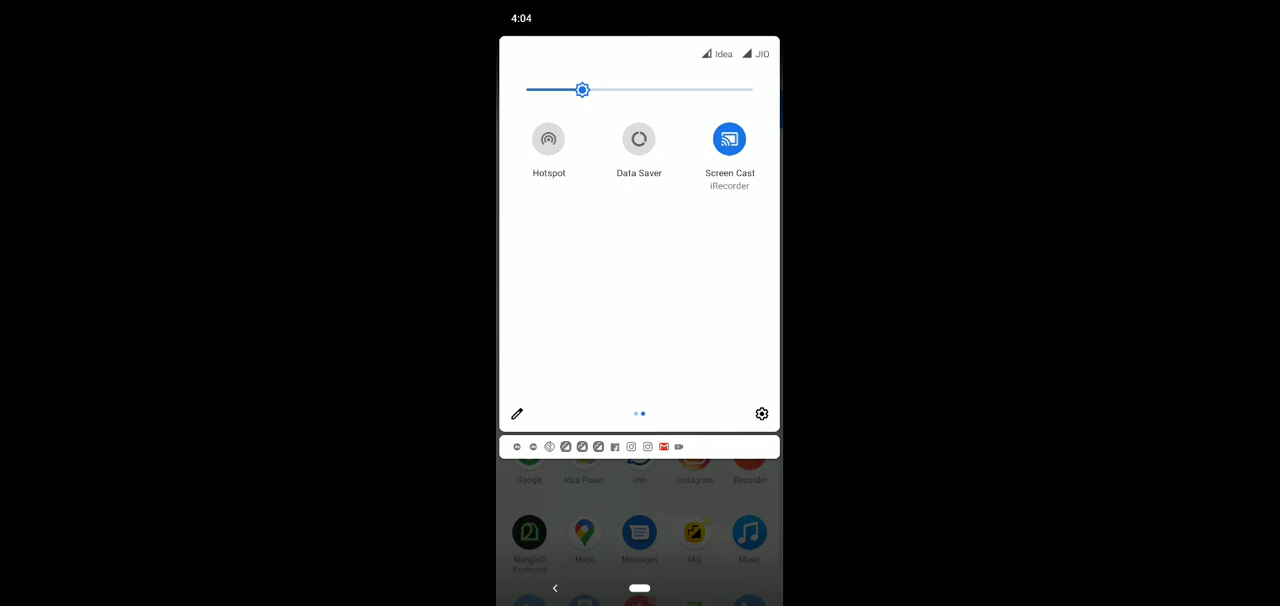 4:04
Idea JIO
Hotspot Data Saver Screen Cast
iRecorder
Google Idea Power imo Instagram iRecorder
Manglish Maps Messages Moj Music
Keyboard